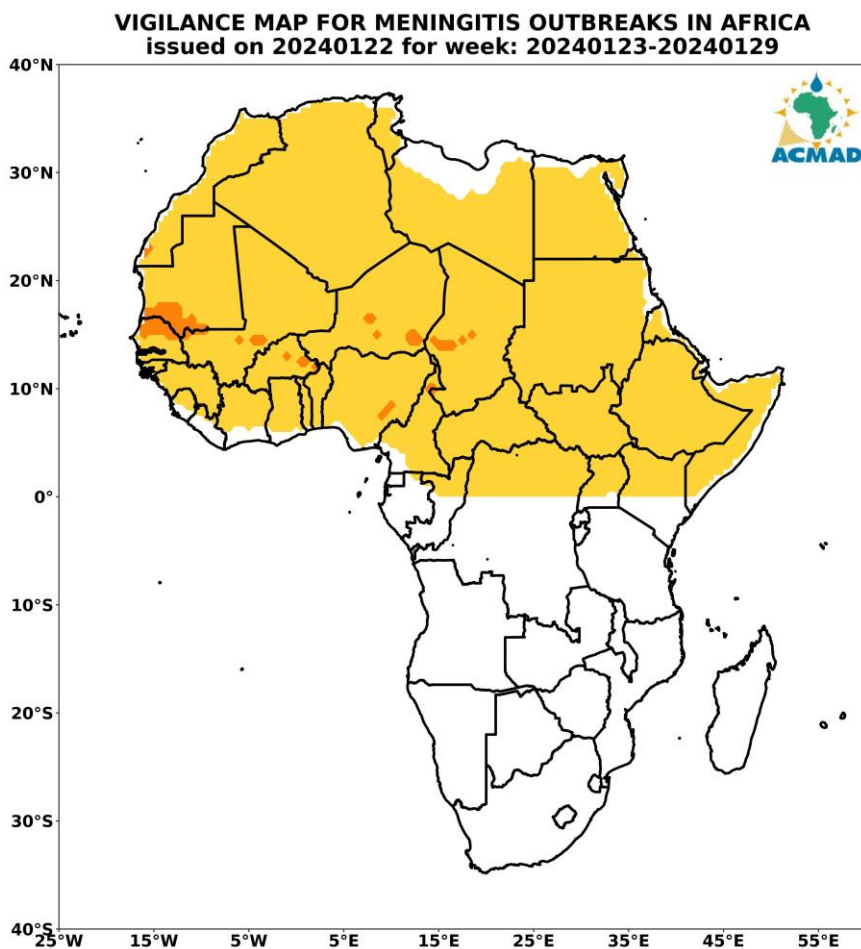 VIGILANCE MAP FOR MENINGITIS OUTBREAKS IN AFRICA
issued on 20240122 for week: 20240123-20240129
40°N
ACMAD
30°N
20°N
10°N
0°
10°S
20°S
30°S
40°S
25°W 15°W 5°W 5°E 15°E 25°E 35°E 45°E 55°E